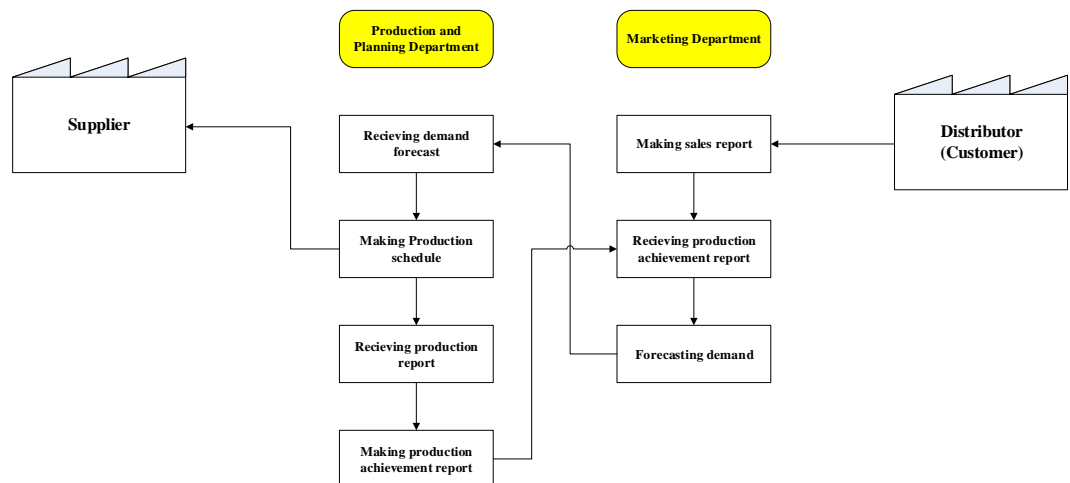 Production and
Planning Department
Marketing Department
Supplier
Distributor
(Customer)
Recieving demand
forecast
Making sales report
Making Production
schedule
Recieving production
achievement report
Recieving production
report
Forecasting demand
Making production
achievement report